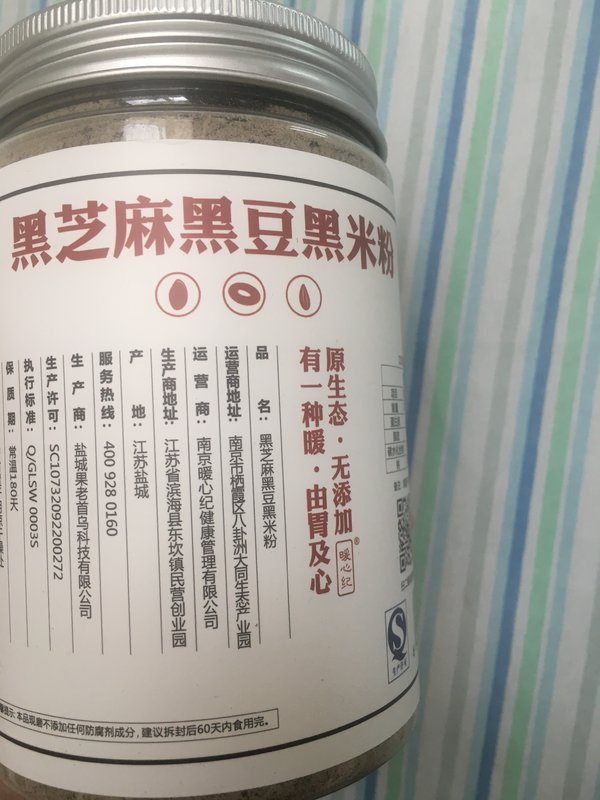 黑芝麻黑豆黑米粉
原生态·无添加
有一种暖·由胃及心
暖心纪®
品 名：黑芝麻黑豆黑米粉
运营商地址：南京市栖霞区八卦洲大同生态产业园
运 营 商：南京暖心纪健康管理有限公司
生产商地址：江苏省滨海县东坎镇民营创业园
产 地：江苏盐城
服务热线：400 928 0160
生 产 商：盐城果老首乌科技有限公司
生产许可：SC10732092200272
执行标准：Q/GLSW 0003S
保 质 期：常温180天
提示：本品现磨不添加任何防腐剂成分，建议拆封后60天内食用完。